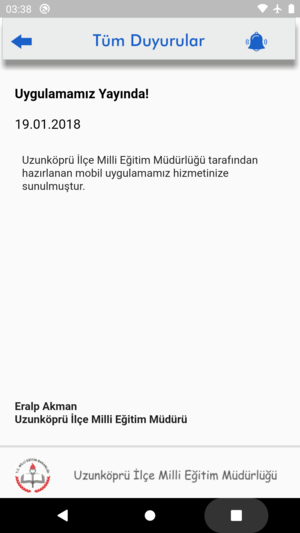 03:38
Tüm Duyurular
Uygulamamız Yayında!
19.01.2018
Uzunköprü İlçe Milli Eğitim Müdürlüğü tarafından
hazırlanan mobil uygulamamız hizmetinize
sunulmuştur.
Eralp Akman
Uzunköprü İlçe Milli Eğitim Müdürü
Uzunköprü İlçe Milli Eğitim Müdürlüğü